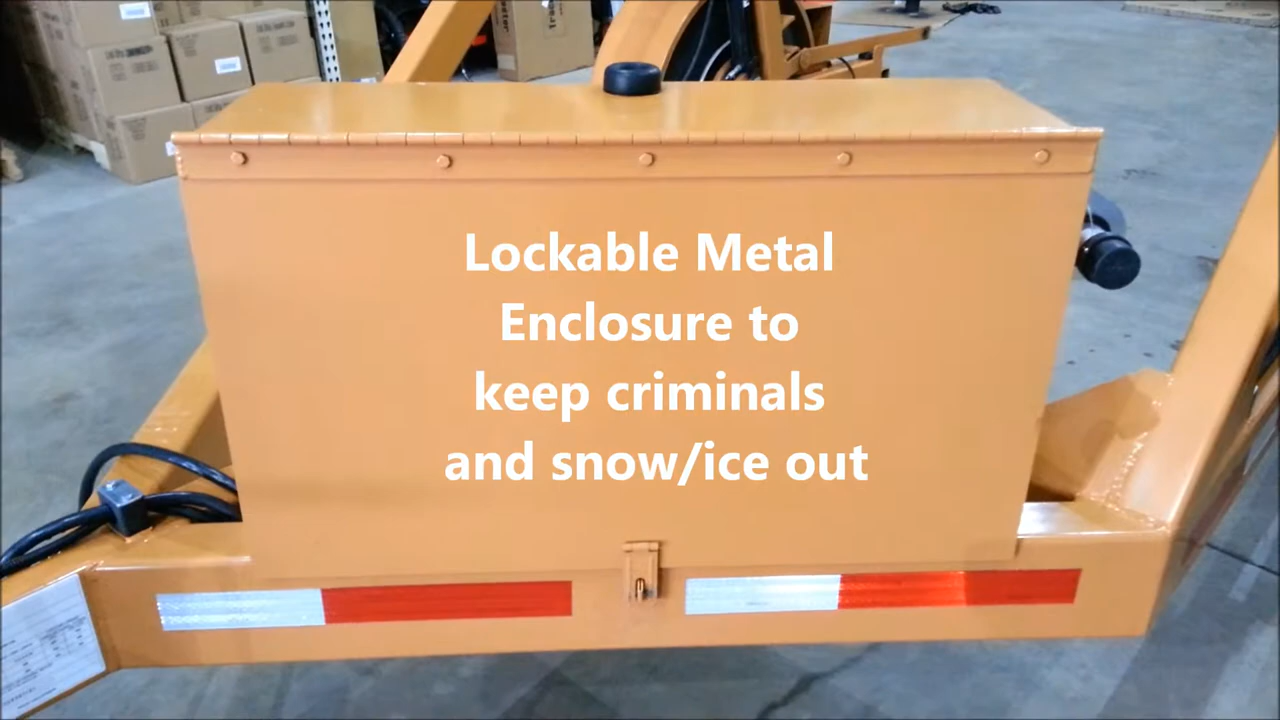 Lockable Metal
Enclosure to
keep criminals
and snow/ice out